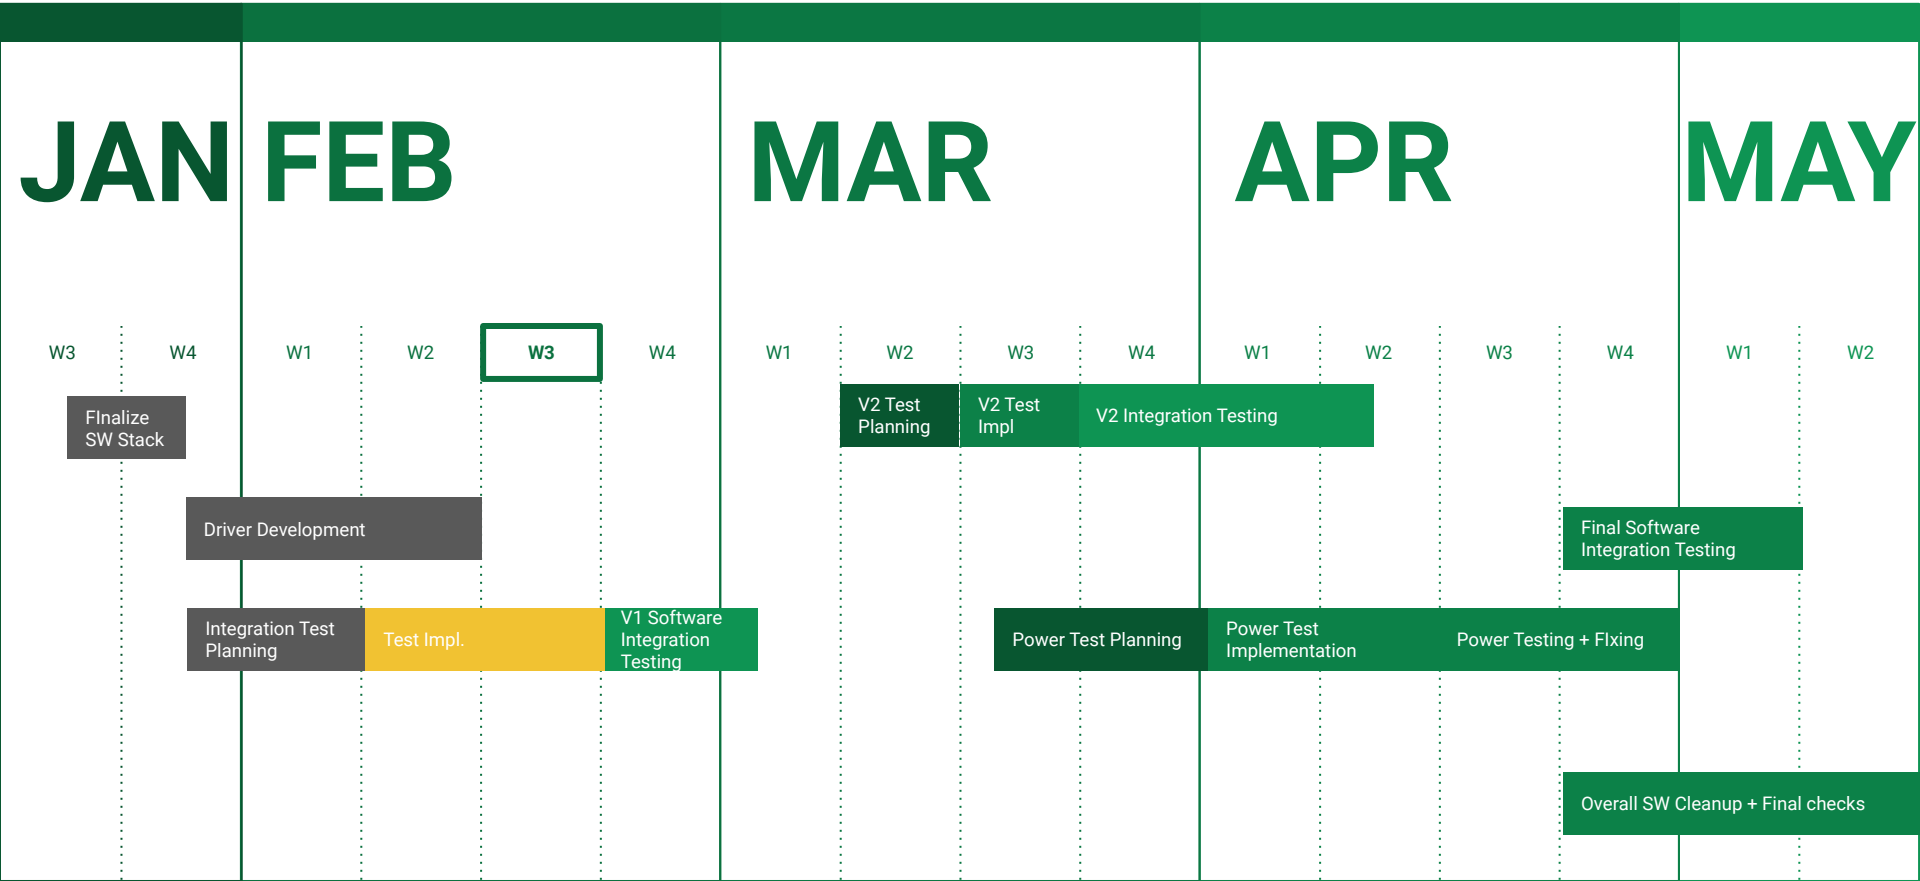 JAN FEB MAR APR MAY
W3 W4 W1 W2 W3 W4 W1 W2 W3 W4 W1 W2 W3 W4 W1 W2
FInalize
SW Stack
V2 Test
Planning
V2 Test
Impl
V2 Integration Testing
Driver Development
Final Software
Integration Testing
Integration Test
Planning
Test Impl.
V1 Software
Integration
Testing
Power Test Planning
Power Test
Implementation
Power Testing + FIxing
Overall SW Cleanup + Final checks